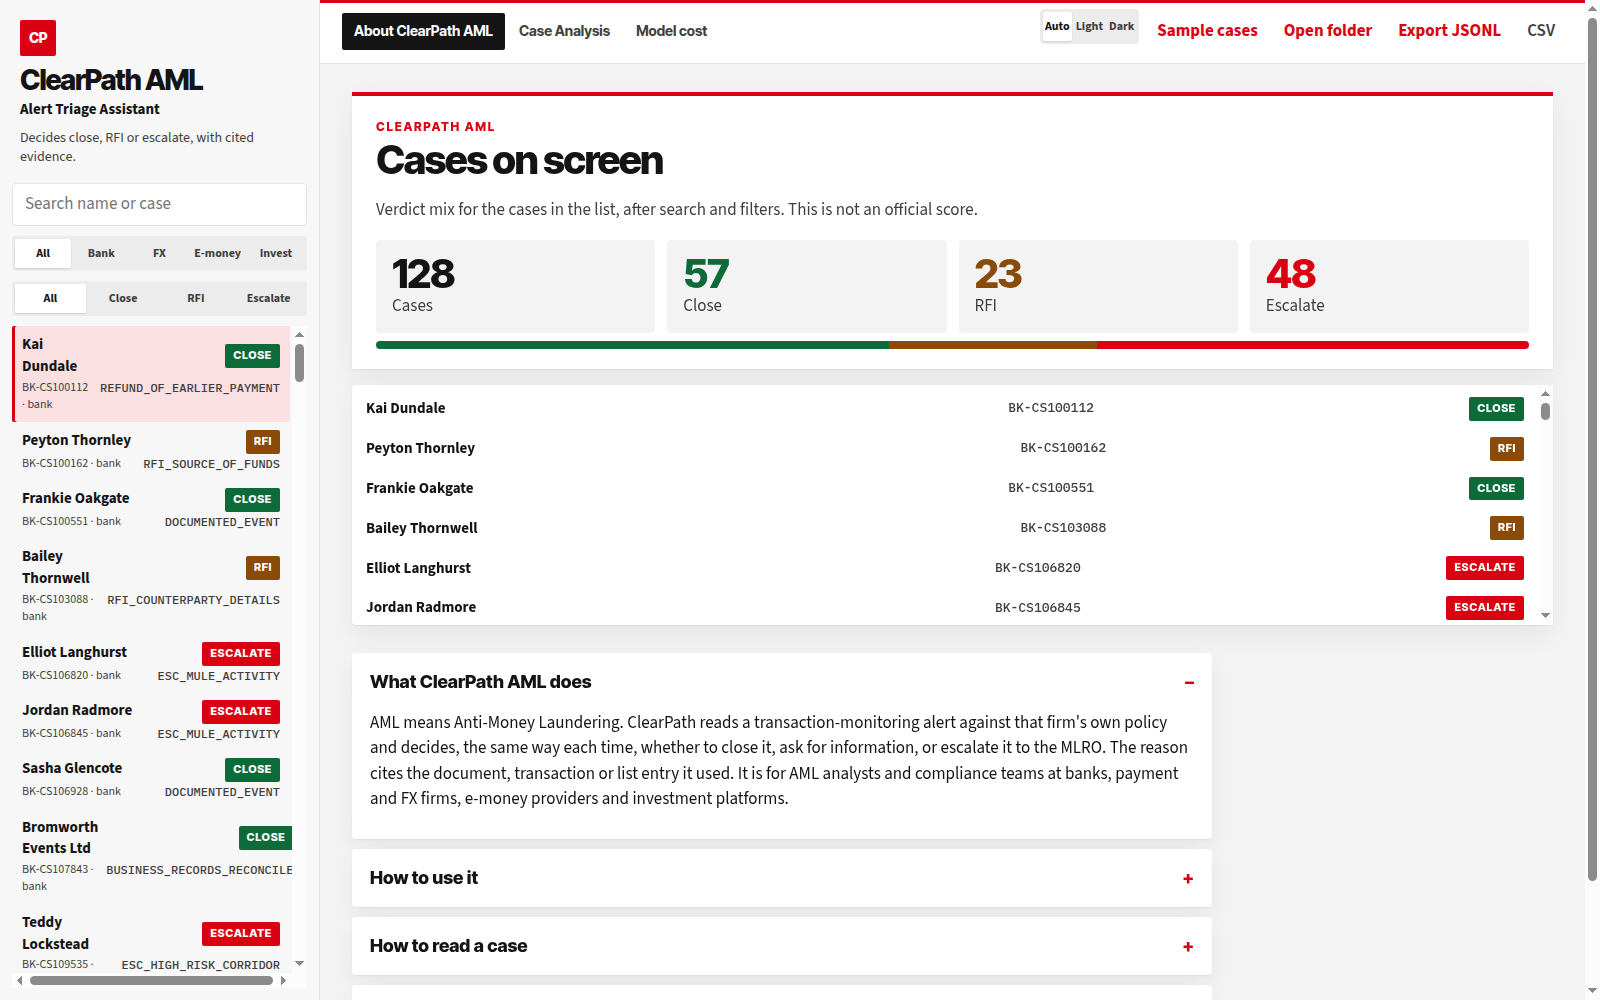 CP
ClearPath AML
Alert Triage Assistant
Decides close, RFI or escalate, with cited
evidence.
Search name or case
All Bank FX E-money Invest
All Close RFI Escalate
Kai
Dundale
CLOSE
BK-CS100112
· bank
REFUND_OF_EARLIER_PAYMENT
Peyton Thornley RFI
BK-CS100162 · bank RFI_SOURCE_OF_FUNDS
Frankie Oakgate CLOSE
BK-CS100551 · bank DOCUMENTED_EVENT
Bailey
Thornwell
RFI
BK-CS103088 ·
bank
RFI_COUNTERPARTY_DETAILS
Elliot Langhurst ESCALATE
BK-CS106820 · bank ESC_MULE_ACTIVITY
Jordan Radmore ESCALATE
BK-CS106845 · bank ESC_MULE_ACTIVITY
Sasha Glencote CLOSE
BK-CS106928 · bank DOCUMENTED_EVENT
Bromworth
Events Ltd
CLOSE
BK-CS107843 ·
bank
BUSINESS_RECORDS_RECONCILE
Teddy
Lockstead
ESCALATE
BK-CS109535 · ESC_HIGH_RISK_CORRIDOR
About ClearPath AML Case Analysis Model cost
Auto Light Dark Sample cases Open folder Export JSONL CSV
CLEARPATH AML
Cases on screen
Verdict mix for the cases in the list, after search and filters. This is not an official score.
128 57 23 48
Cases Close RFI Escalate
Kai Dundale BK-CS100112 CLOSE
Peyton Thornley BK-CS100162 RFI
Frankie Oakgate BK-CS100551 CLOSE
Bailey Thornwell BK-CS103088 RFI
Elliot Langhurst BK-CS106820 ESCALATE
Jordan Radmore BK-CS106845 ESCALATE
What ClearPath AML does −
AML means Anti-Money Laundering. ClearPath reads a transaction-monitoring alert against that firm's own policy
and decides, the same way each time, whether to close it, ask for information, or escalate it to the MLRO. The reason
cites the document, transaction or list entry it used. It is for AML analysts and compliance teams at banks, payment
and FX firms, e-money providers and investment platforms.
How to use it +
How to read a case +